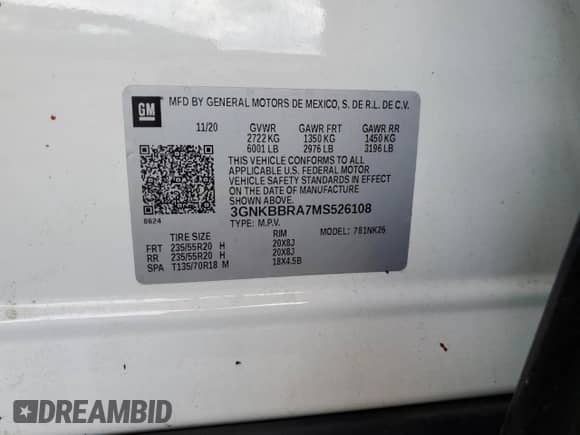 GM
MFD BY GENERAL MOTORS DE MEXICO, S. DE R.L. DE C.V.
11/20 GVWR GAWR FRT GAWR RR
2722 KG 1350 KG 1450 KG
6001 LB 2976 LB 3196 LB
THIS VEHICLE CONFORMS TO ALL
APPLICABLE U.S. FEDERAL MOTOR
VEHICLE SAFETY STANDARDS IN EFFECT
ON THE DATE OF MANUFACTURE
SHOWN ABOVE.
8624 3GNKBBRA7MS526108
TYPE: M.P.V. MODEL: 781NK26
TIRE SIZE RIM
FRT 235/55R20 H 20X8J
RR 235/55R20 H 20X8J
SPA T135/70R18 M 18X4.5B
DREAMBID